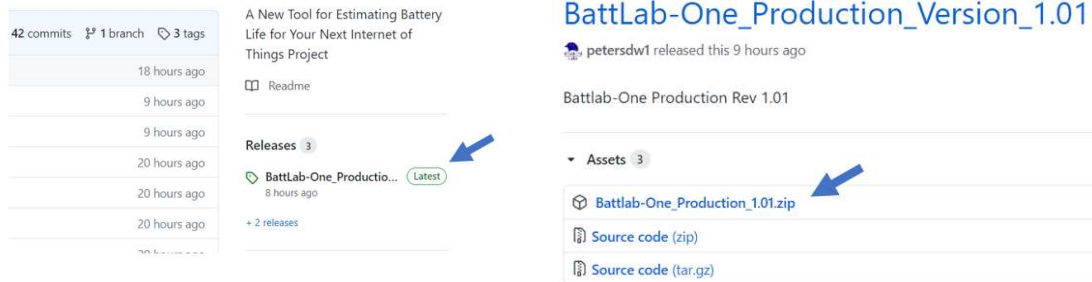 42 commits 1 branch 3 tags
18 hours ago
9 hours ago
9 hours ago
20 hours ago
20 hours ago
20 hours ago
A New Tool for Estimating Battery
Life for Your Next Internet of
Things Project
Readme
Releases 3
BattLab-One_Productio... Latest
8 hours ago
+ 2 releases
BattLab-One_Production_Version_1.01
petersdw1 released this 9 hours ago
Battlab-One Production Rev 1.01
Assets 3
Battlab-One_Production_1.01.zip
Source code (zip)
Source code (tar.gz)